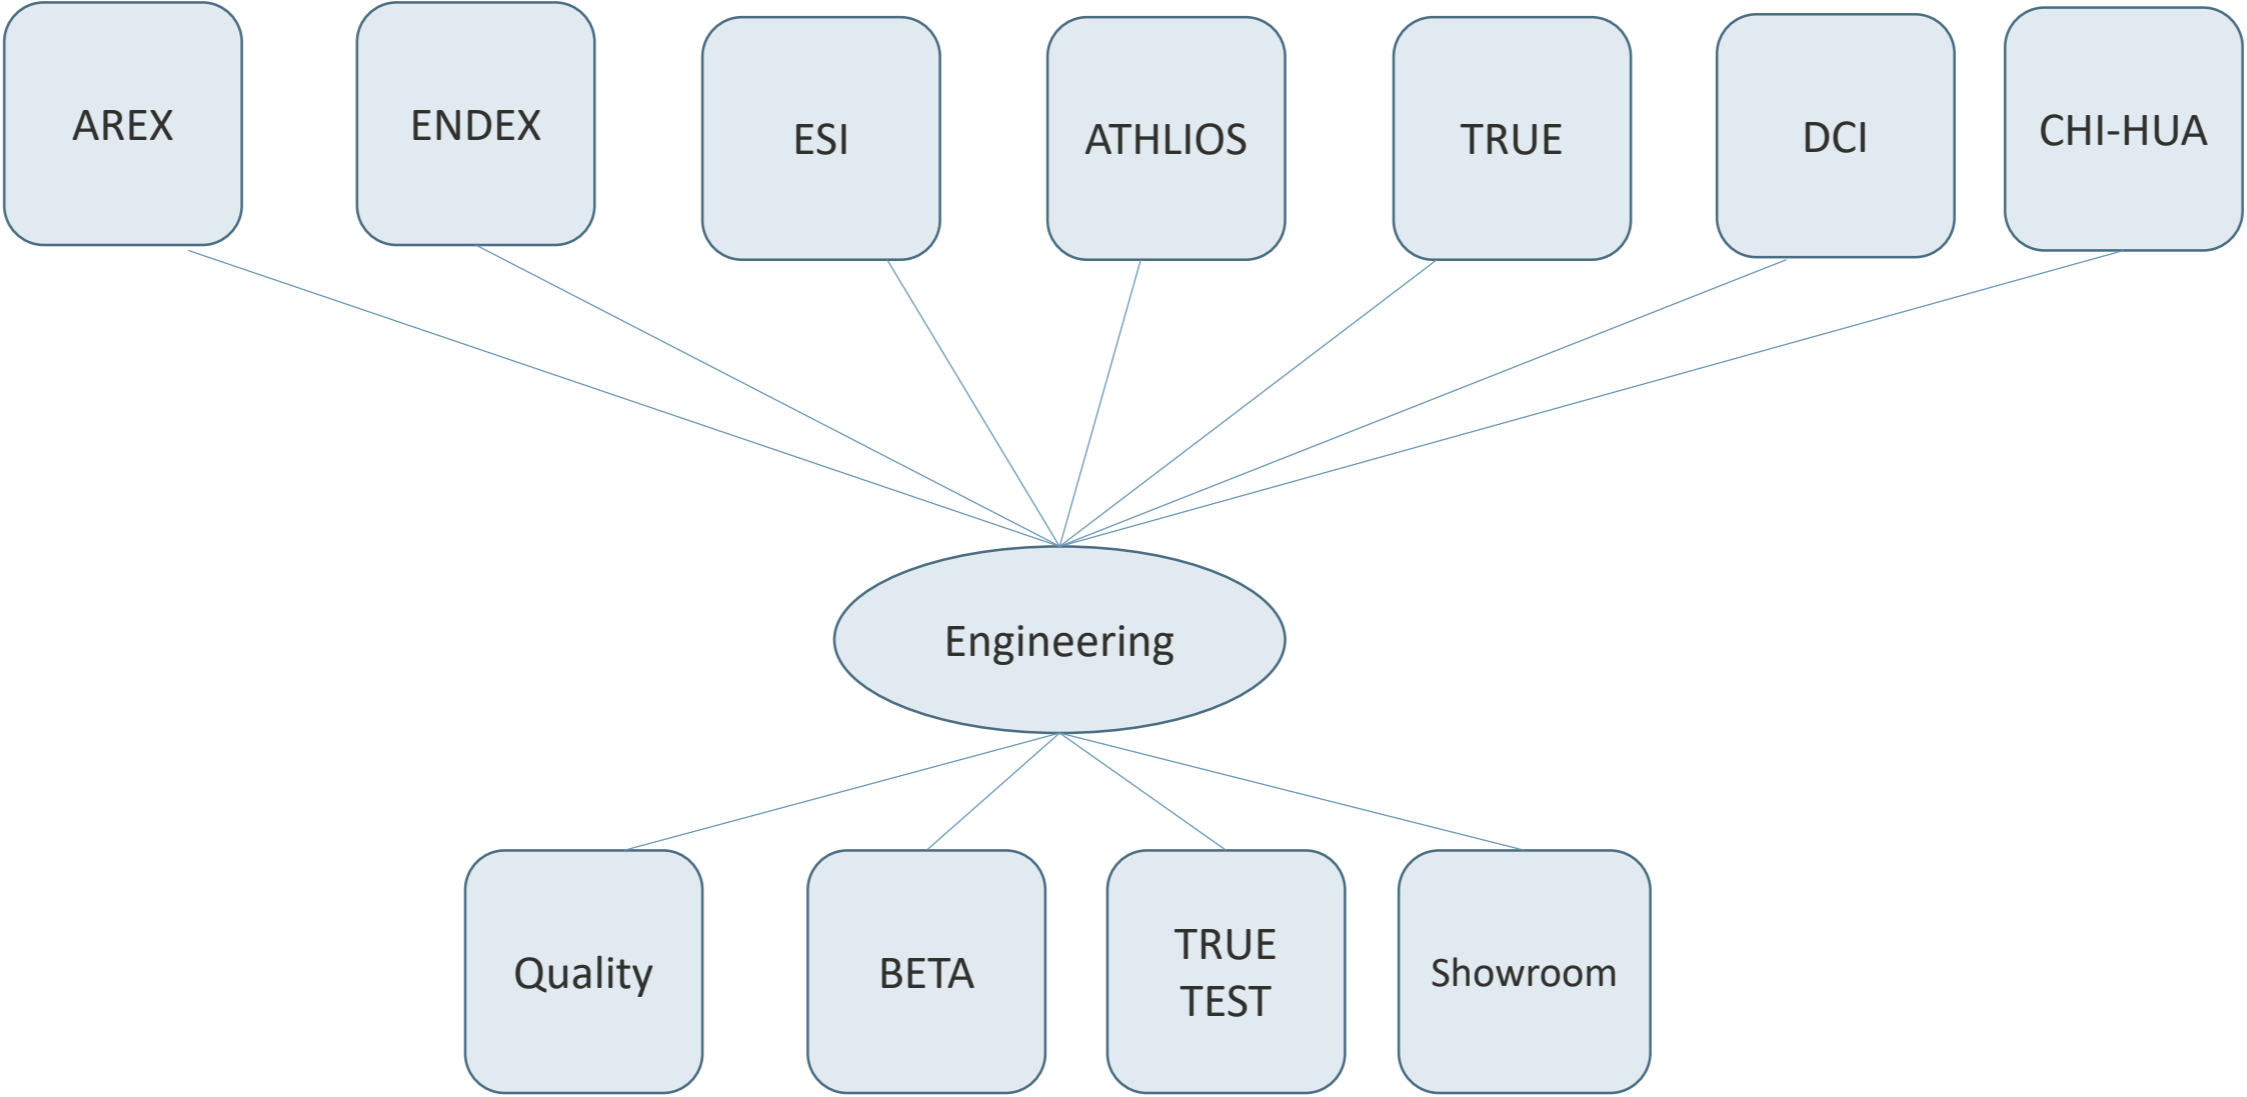 AREX
ENDEX
ESI
ATHLIOS
TRUE
DCI
CHI-HUA
Engineering
Quality
BETA
TRUE
TEST
Showroom